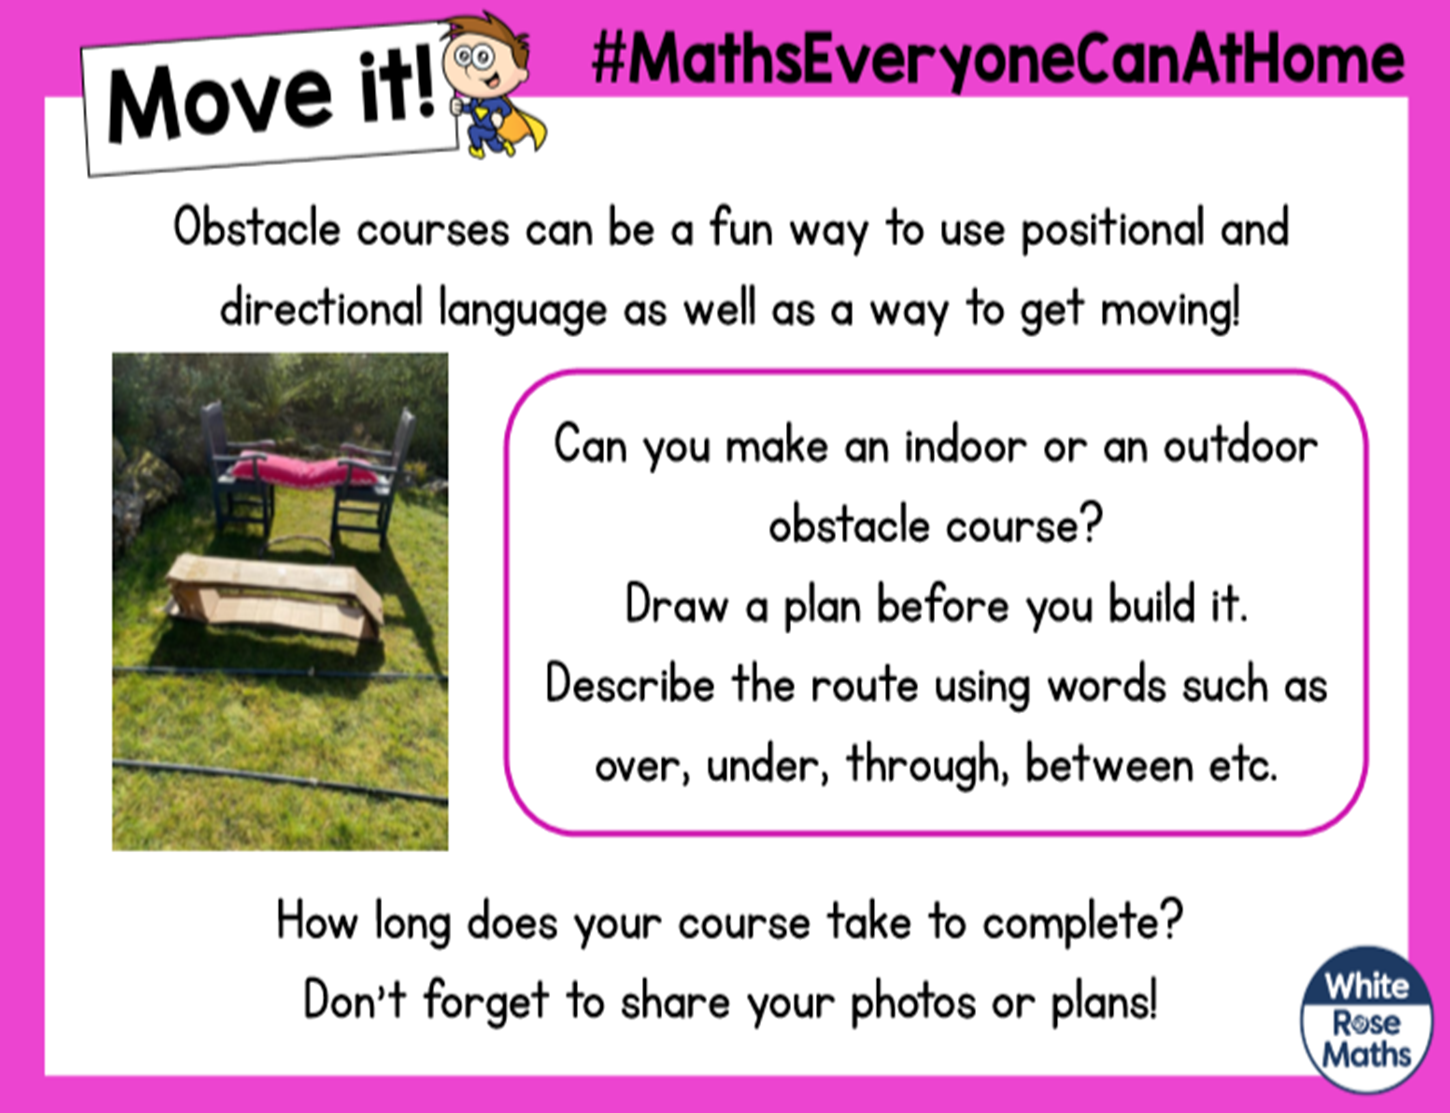 Move it!
#MathsEveryoneCanAtHome
Obstacle courses can be a fun way to use positional and
directional language as well as a way to get moving!
Can you make an indoor or an outdoor
obstacle course?
Draw a plan before you build it.
Describe the route using words such as
over, under, through, between etc.
How long does your course take to complete?
Don't forget to share your photos or plans!
White
Rose
Maths